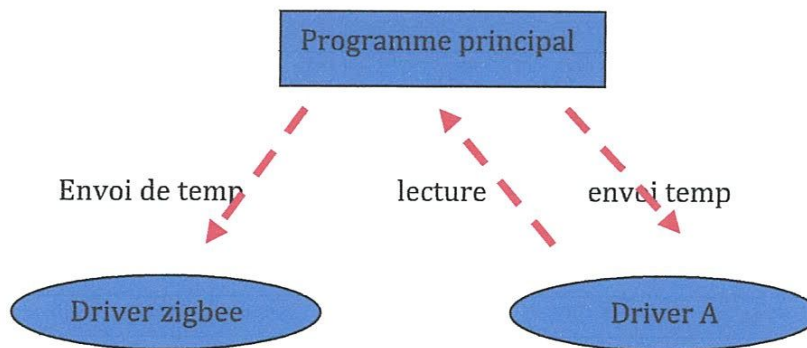 Programme principal
Envoi de temp
lecture
envoi temp
Driver zigbee
Driver A